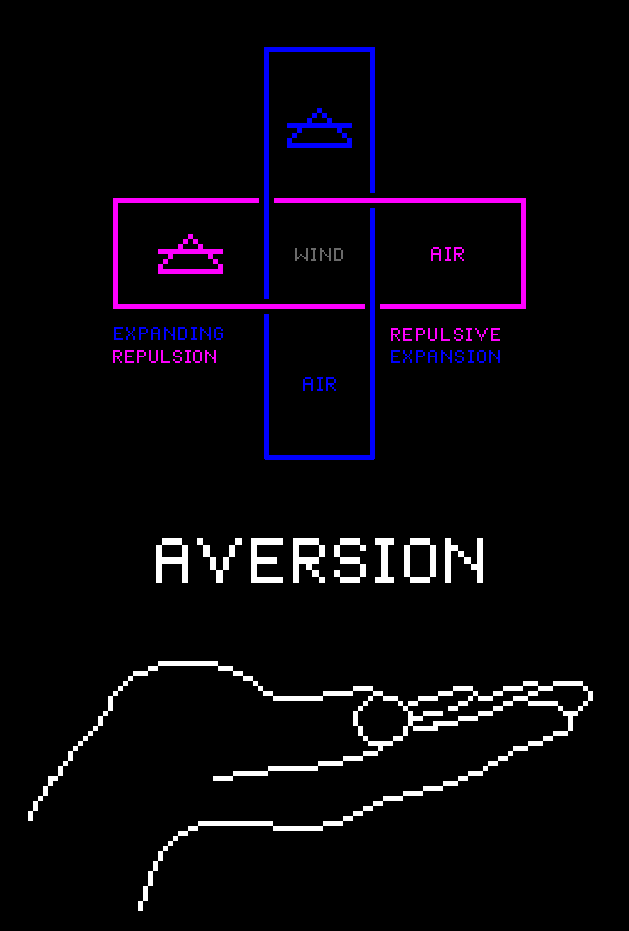 WIND
AIR
EXPANDING
REPULSION
REPULSIVE
EXPANSION
AIR
AVERSION